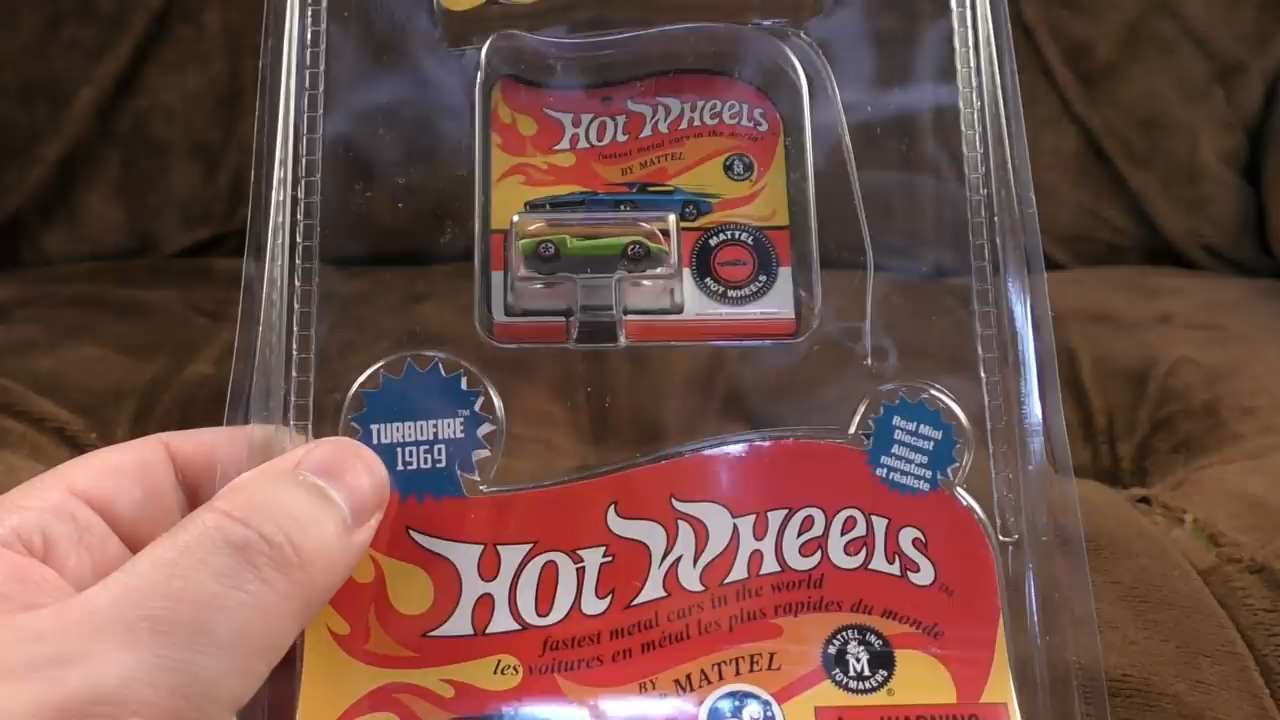 HOT WHEELS
fastest metal cars in the world
BY MATTEL
M
MATTEL
HOT WHEELS
TURBOFIRE™
1969
Real Mini
Diecast
Alliage
miniature
et réaliste
HOT WHEELS™
fastest metal cars in the world
les voitures en métal les plus rapides du monde
BY MATTEL
MATTEL, INC.
M
TOYMAKERS
®
WARNING: